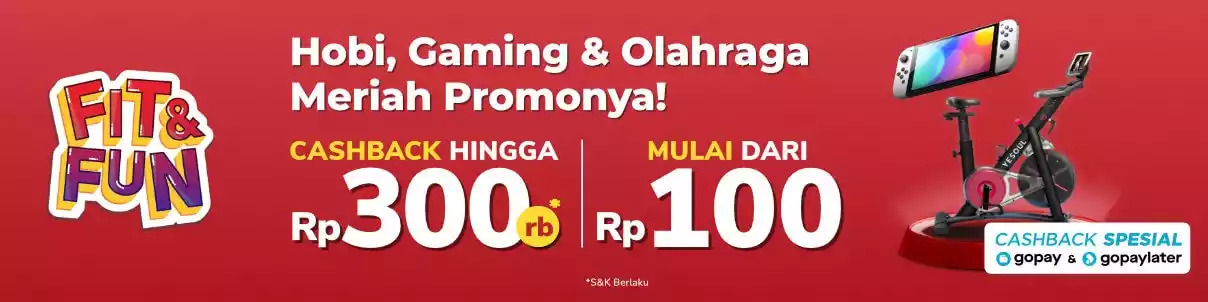 FIT&
FUN
Hobi, Gaming & Olahraga
Meriah Promonya!
CASHBACK HINGGA
Rp300rb*
MULAI DARI
Rp100
YESOUL
CASHBACK SPESIAL
gopay & gopaylater
*S&K Berlaku